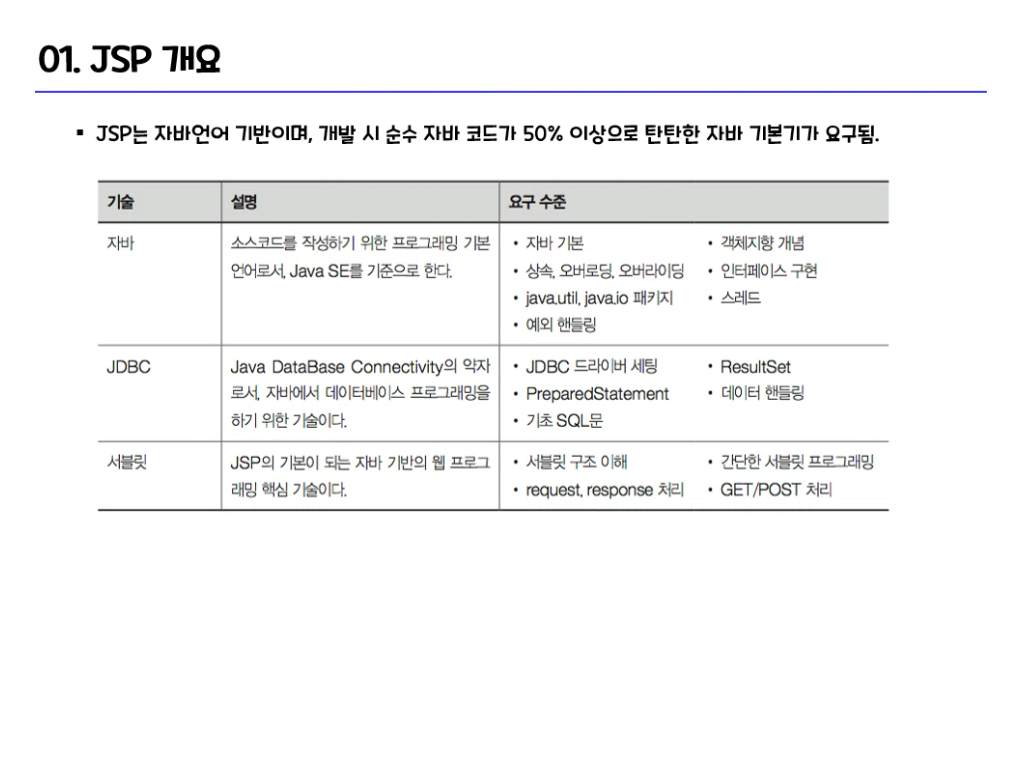 01. JSP 개요
▪ JSP는 자바언어 기반이며, 개발 시 순수 자바 코드가 50% 이상으로 탄탄한 자바 기본기가 요구됨.
기술 설명 요구 수준
자바
소스코드를 작성하기 위한 프로그래밍 기본
언어로서, Java SE를 기준으로 한다.
• 자바 기본
• 상속, 오버로딩, 오버라이딩
• java.util, java.io 패키지
• 예외 핸들링
• 객체지향 개념
• 인터페이스 구현
• 스레드
JDBC
Java DataBase Connectivity의 약자
로서, 자바에서 데이터베이스 프로그래밍을
하기 위한 기술이다.
• JDBC 드라이버 세팅
• PreparedStatement
• 기초 SQL문
• ResultSet
• 데이터 핸들링
서블릿
JSP의 기본이 되는 자바 기반의 웹 프로그
래밍 핵심 기술이다.
• 서블릿 구조 이해
• request, response 처리
• 간단한 서블릿 프로그래밍
• GET/POST 처리